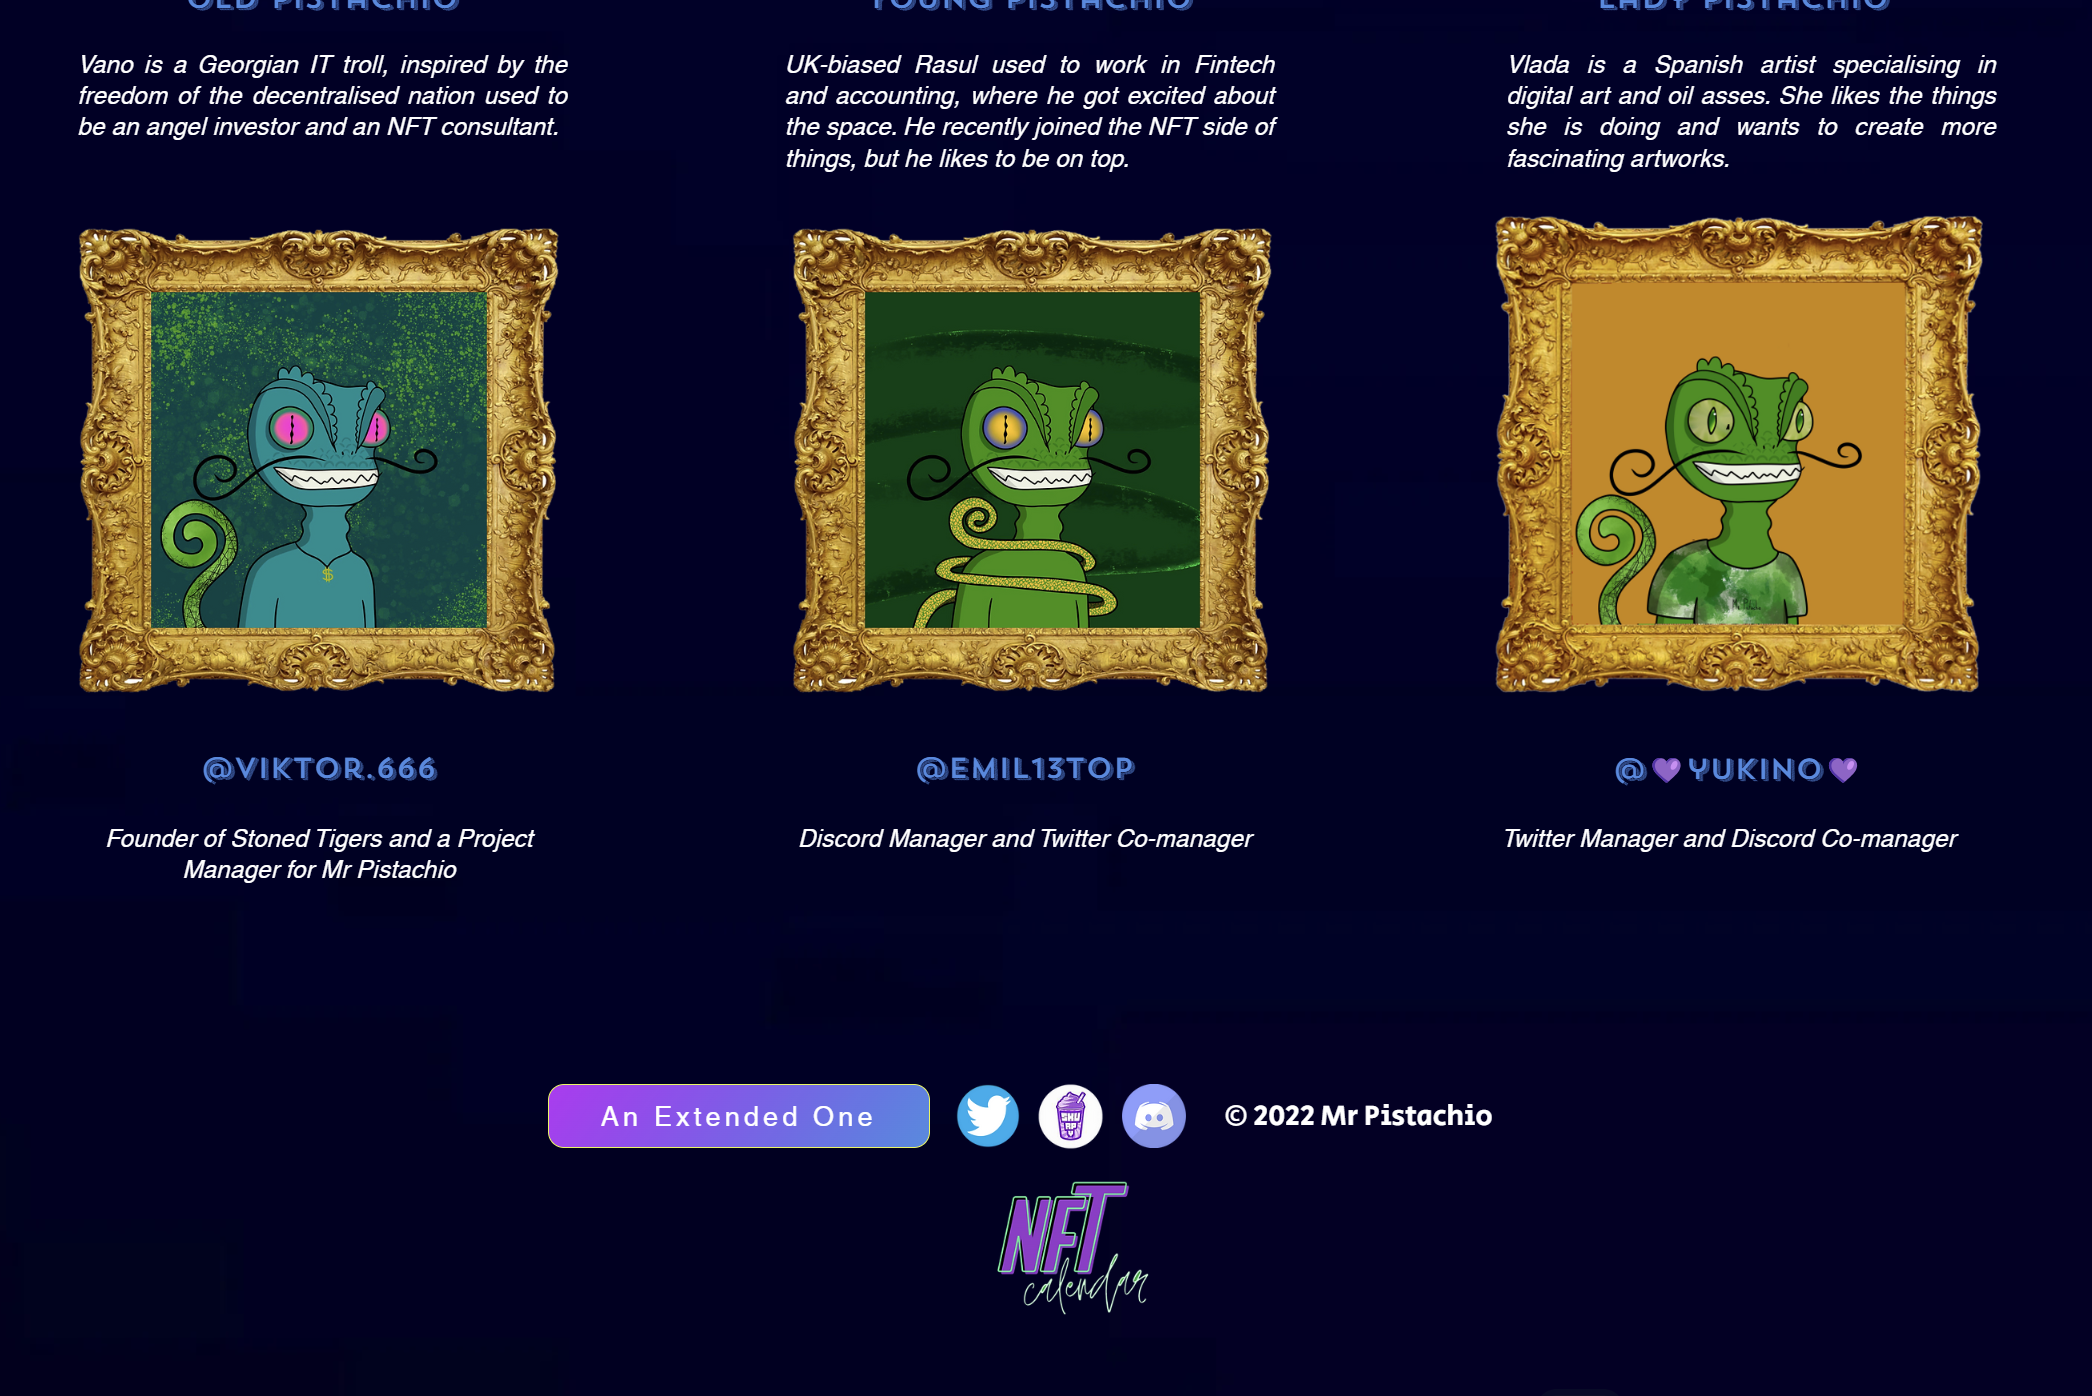 OLD PISTACHIO
Vano is a Georgian IT troll, inspired by the
freedom of the decentralised nation used to
be an angel investor and an NFT consultant.
YOUNG PISTACHIO
UK-biased Rasul used to work in Fintech
and accounting, where he got excited about
the space. He recently joined the NFT side of
things, but he likes to be on top.
LADY PISTACHIO
Vlada is a Spanish artist specialising in
digital art and oil asses. She likes the things
she is doing and wants to create more
fascinating artworks.
$
@VIKTOR.666
Founder of Stoned Tigers and a Project
Manager for Mr Pistachio
@EMIL13TOP
Discord Manager and Twitter Co-manager
@💜YUKINO💜
Twitter Manager and Discord Co-manager
An Extended One
© 2022 Mr Pistachio
NFT
calendar